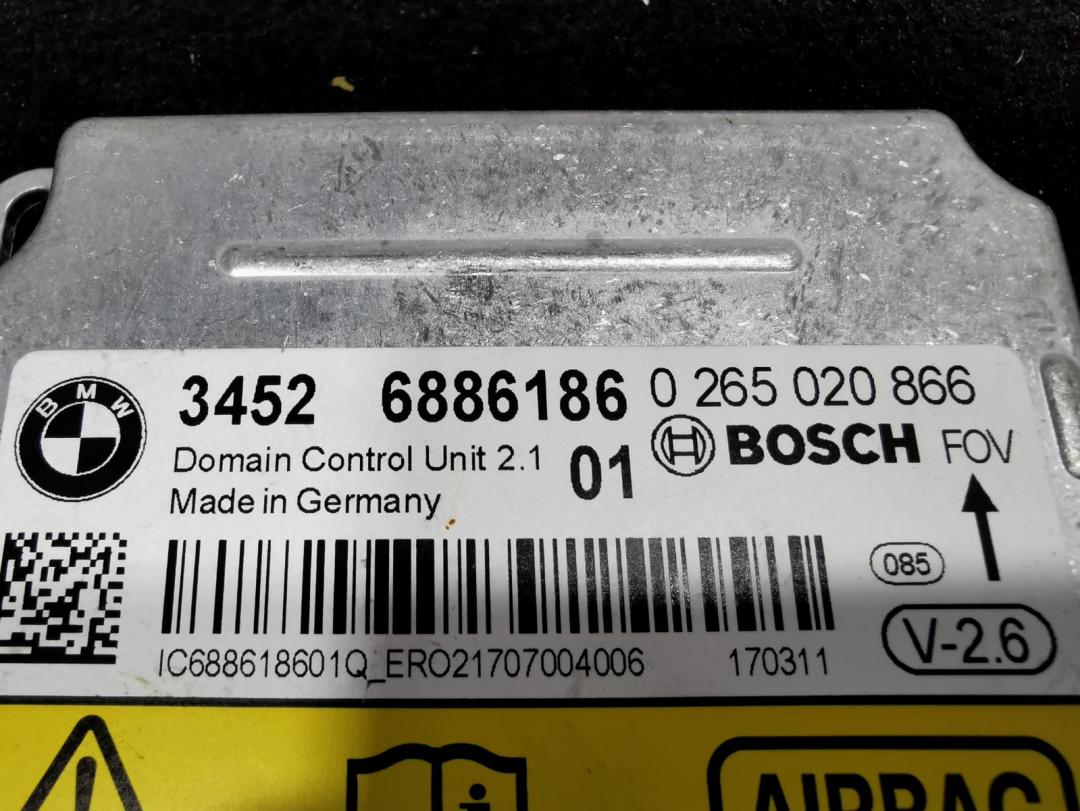 BMW
3452 6886186 0 265 020 866
Domain Control Unit 2.1 01 BOSCH FOV
Made in Germany
085
V-2.6
IC688618601Q_ERO21707004006 170311
AIRBAG